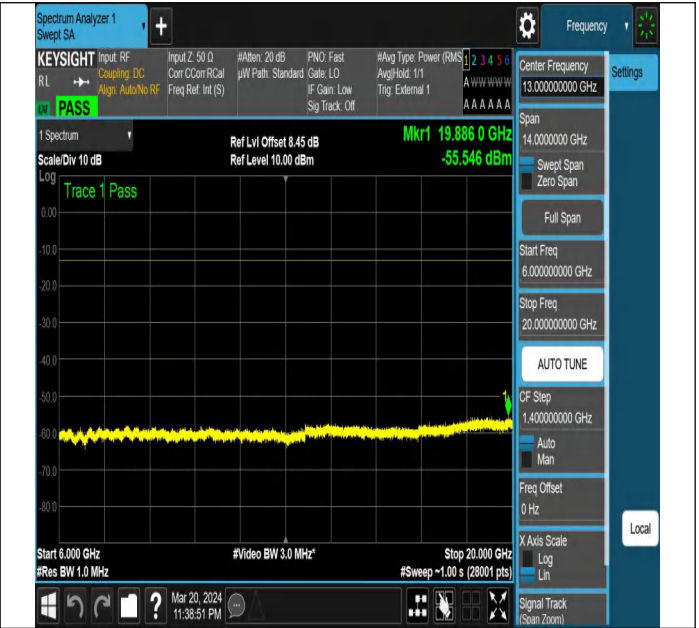 Spectrum Analyzer 1
Swept SA
+
Frequency
KEYSIGHT
RL
PASS
Input: RF
Coupling: DC
Align: Auto/No RF
Input Z: 50 Ω
Corr CCorr RCal
Freq Ref: Int (S)
#Atten: 20 dB
µW Path: Standard
PNO: Fast
Gate: LO
IF Gain: Low
Sig Track: Off
#Avg Type: Power (RMS
Avg|Hold: 1/1
Trig: External 1
1 2 3 4 5 6
A W W W W W
A A A A A A
1 Spectrum
Scale/Div 10 dB
Ref Lvl Offset 8.45 dB
Ref Level 10.00 dBm
Mkr1 19.886 0 GHz
-55.546 dBm
Log
Trace 1 Pass
0.00
-10.0
-20.0
-30.0
-40.0
-50.0
-60.0
-70.0
-80.0
1
Start 6.000 GHz
#Res BW 1.0 MHz
#Video BW 3.0 MHz*
Stop 20.000 GHz
#Sweep ~1.00 s (28001 pts)
?
Mar 20, 2024
11:38:51 PM
Center Frequency
13.000000000 GHz
Settings
Span
14.0000000 GHz
Swept Span
Zero Span
Full Span
Start Freq
6.000000000 GHz
Stop Freq
20.000000000 GHz
AUTO TUNE
CF Step
1.400000000 GHz
Auto
Man
Freq Offset
0 Hz
Local
X Axis Scale
Log
Lin
Signal Track
(Span Zoom)